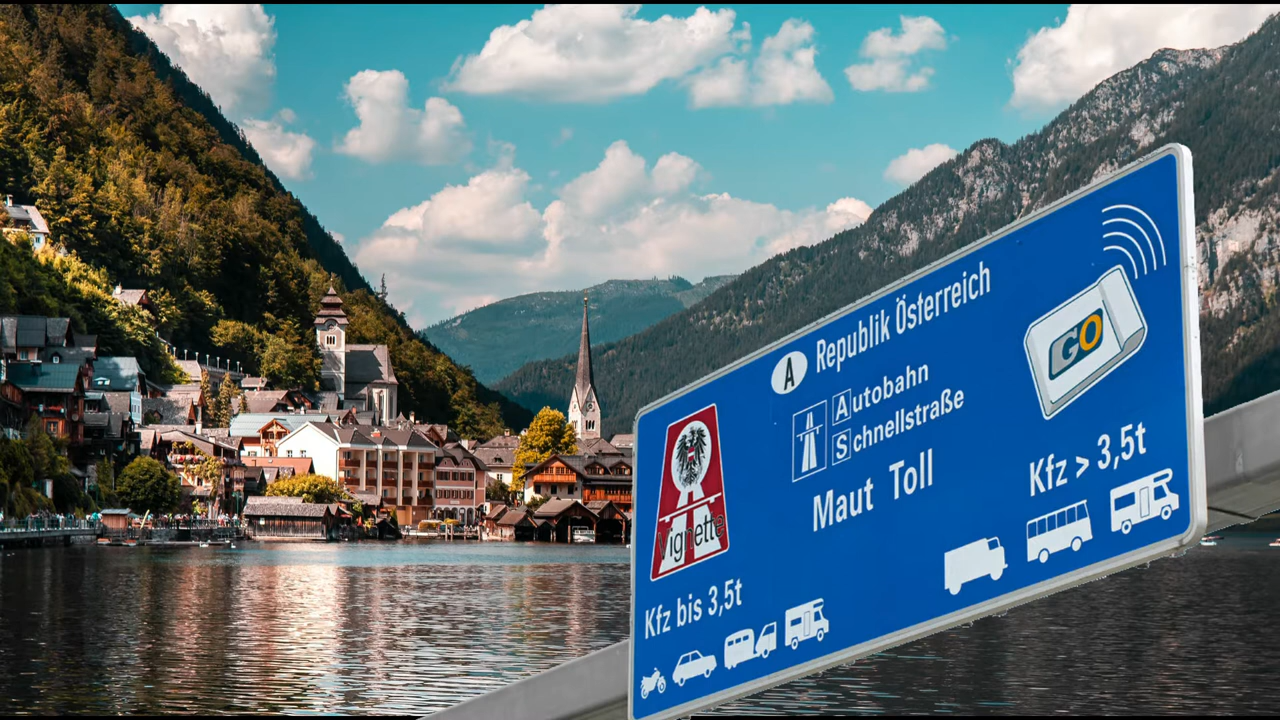 A Republik Österreich
Autobahn
Schnellstraße
Maut Toll
GO
Kfz > 3,5t
Vignette
Kfz bis 3,5t